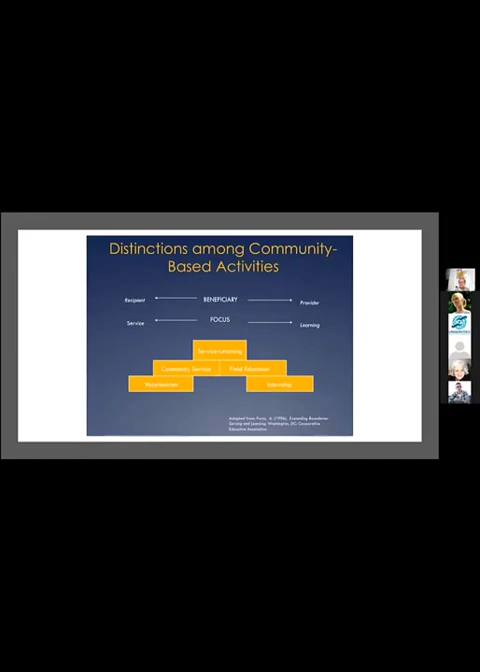 Distinctions among Community-
Based Activities
Recipient BENEFICIARY Provider
Service FOCUS Learning
Service-Learning
Community Service Field Education
Volunteerism Internship
Adapted from Furco, A. (1996). Expanding Boundaries:
Serving and Learning. Washington, DC: Cooperative
Education Association